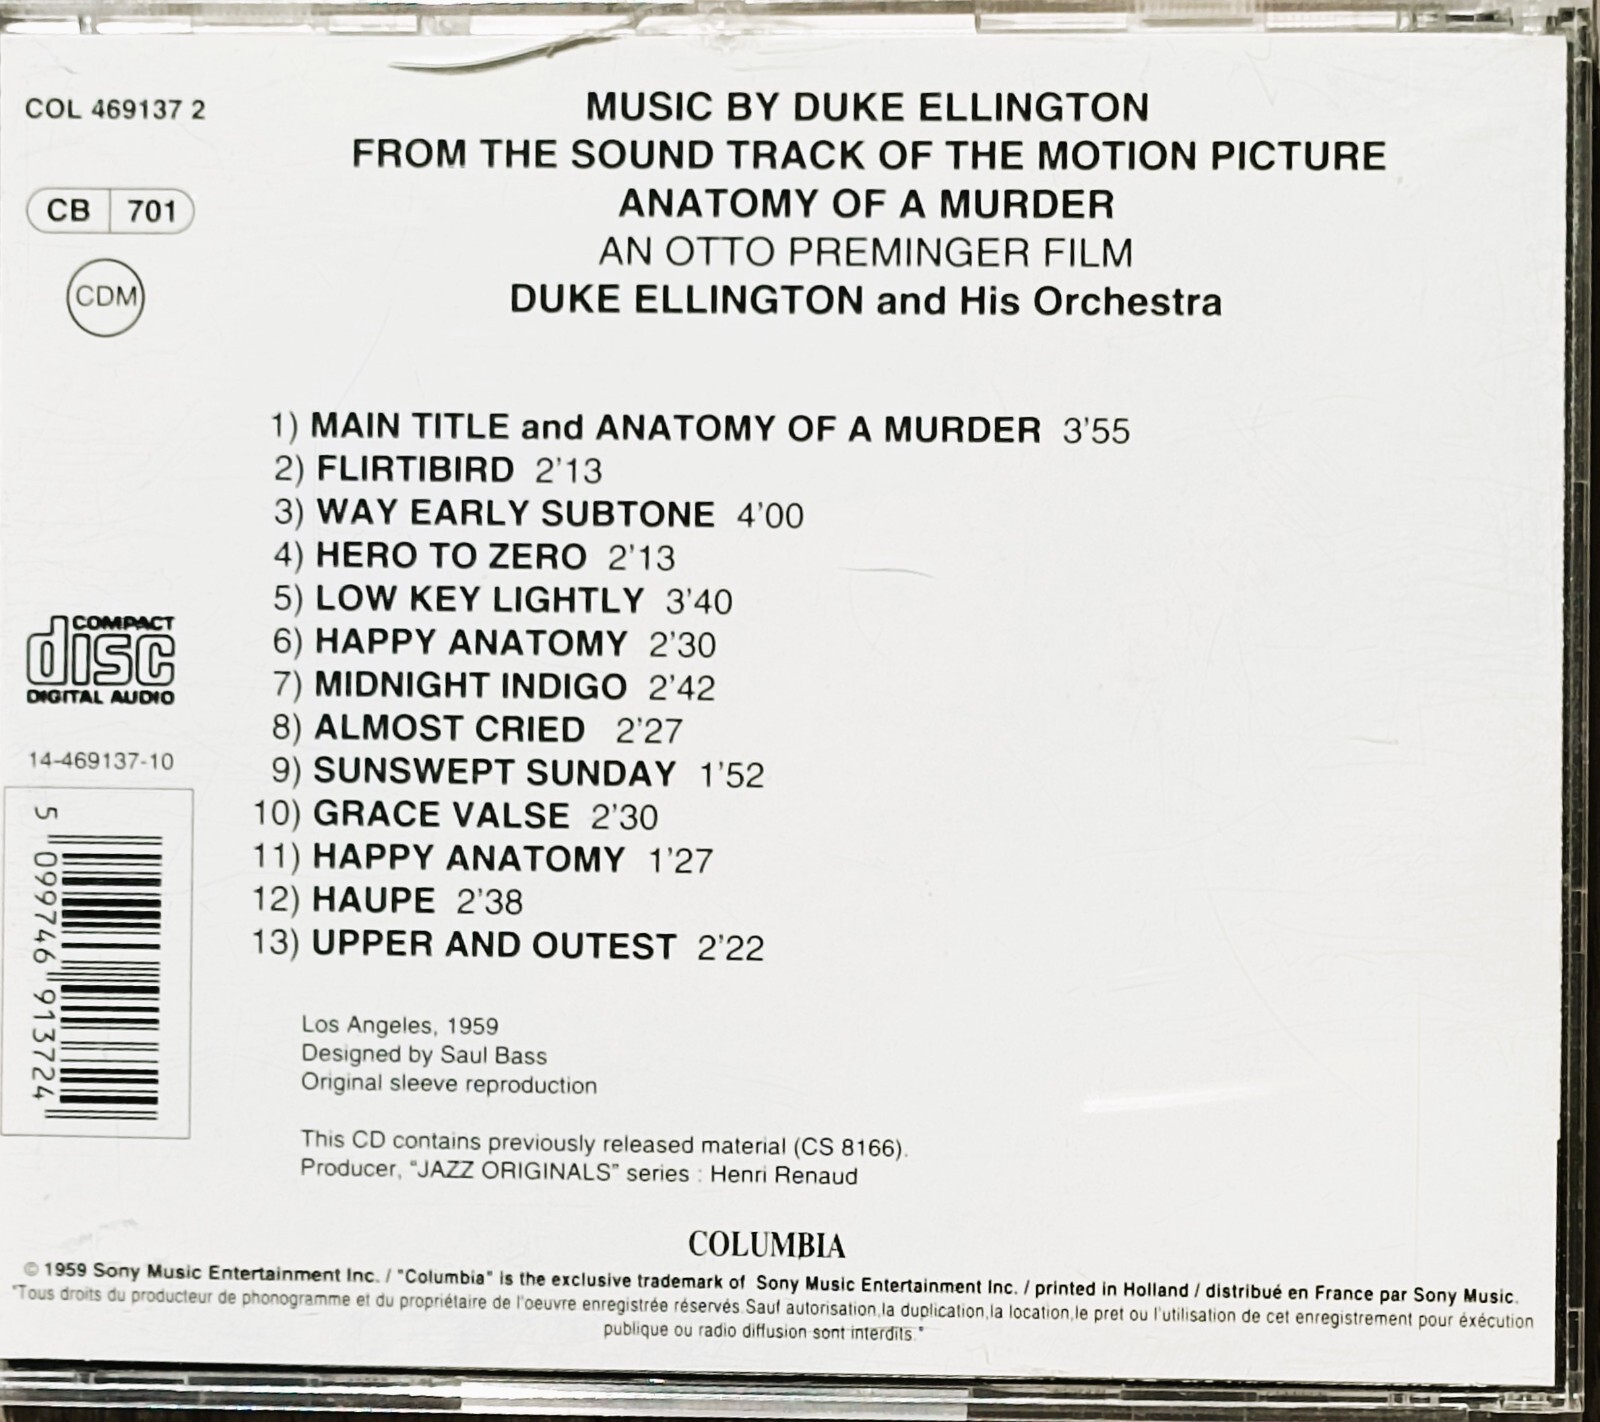 COL 469137 2
CB 701
CDM
MUSIC BY DUKE ELLINGTON
FROM THE SOUND TRACK OF THE MOTION PICTURE
ANATOMY OF A MURDER
AN OTTO PREMINGER FILM
DUKE ELLINGTON and His Orchestra
1) MAIN TITLE and ANATOMY OF A MURDER 3'55
2) FLIRTIBIRD 2'13
3) WAY EARLY SUBTONE 4'00
4) HERO TO ZERO 2'13
5) LOW KEY LIGHTLY 3'40
6) HAPPY ANATOMY 2'30
7) MIDNIGHT INDIGO 2'42
8) ALMOST CRIED 2'27
9) SUNSWEPT SUNDAY 1'52
10) GRACE VALSE 2'30
11) HAPPY ANATOMY 1'27
12) HAUPE 2'38
13) UPPER AND OUTEST 2'22
COMPACT
disc
DIGITAL AUDIO
14-469137-10
5 099746 913724
Los Angeles, 1959
Designed by Saul Bass
Original sleeve reproduction
This CD contains previously released material (CS 8166).
Producer, “JAZZ ORIGINALS” series : Henri Renaud
COLUMBIA
© 1959 Sony Music Entertainment Inc. / "Columbia" is the exclusive trademark of Sony Music Entertainment Inc. / printed in Holland / distribué en France par Sony Music.
"Tous droits du producteur de phonogramme et du propriétaire de l'oeuvre enregistrée réservés.Sauf autorisation,la duplication,la location,le pret ou l'utilisation de cet enregistrement pour éxécution
publique ou radio diffusion sont interdits."